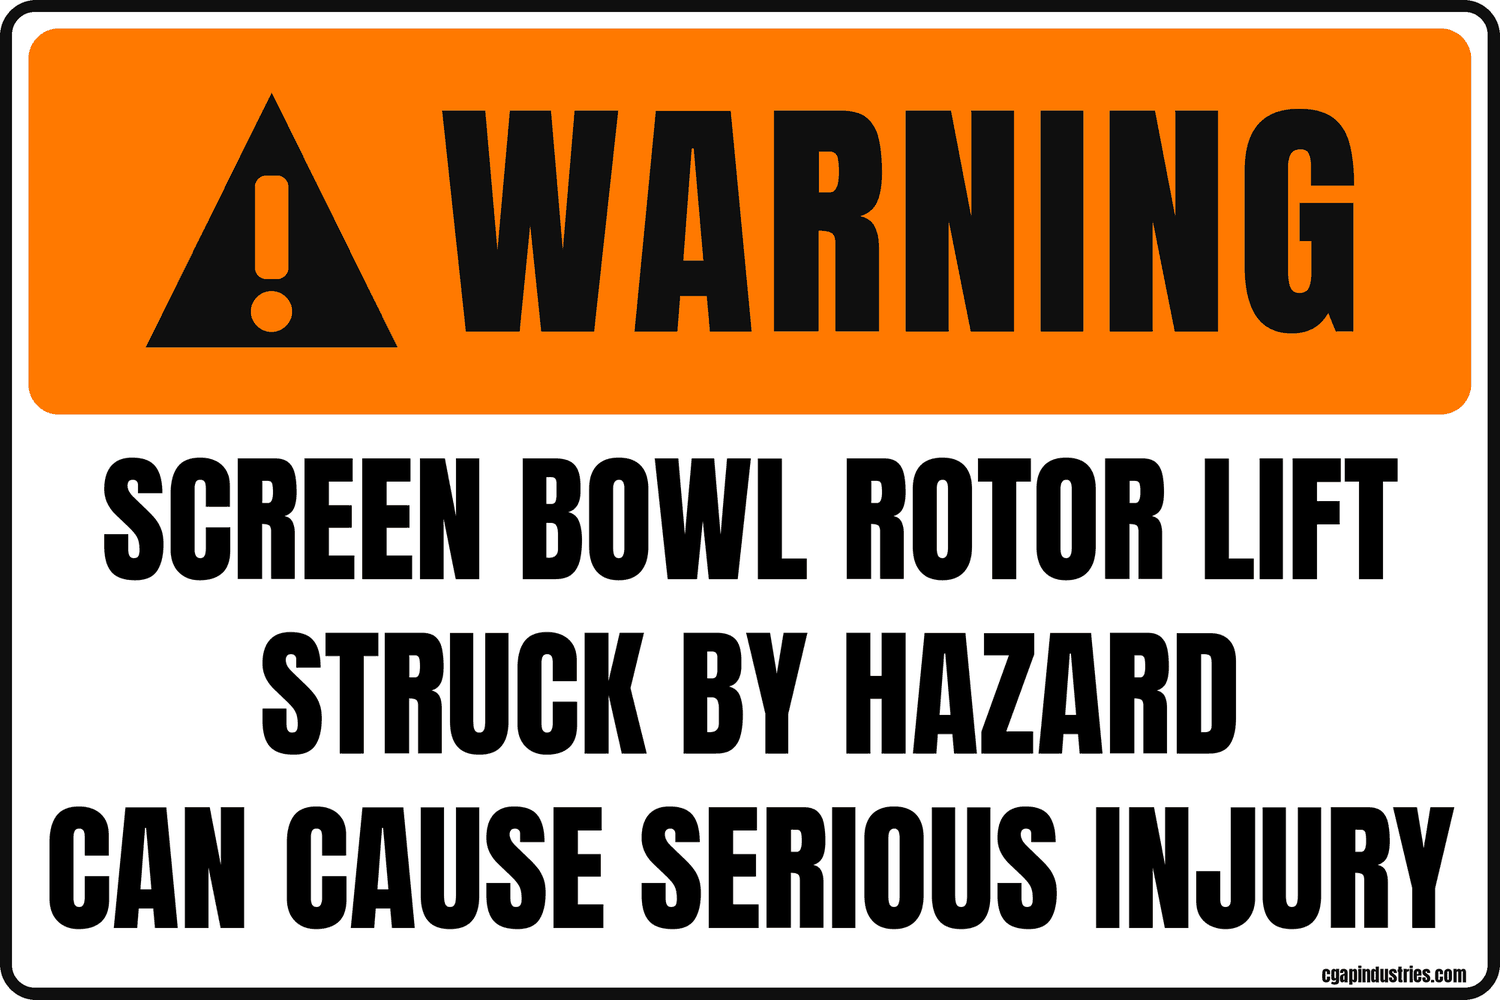 WARNING
SCREEN BOWL ROTOR LIFT
STRUCK BY HAZARD
CAN CAUSE SERIOUS INJURY
cgapindustries.com